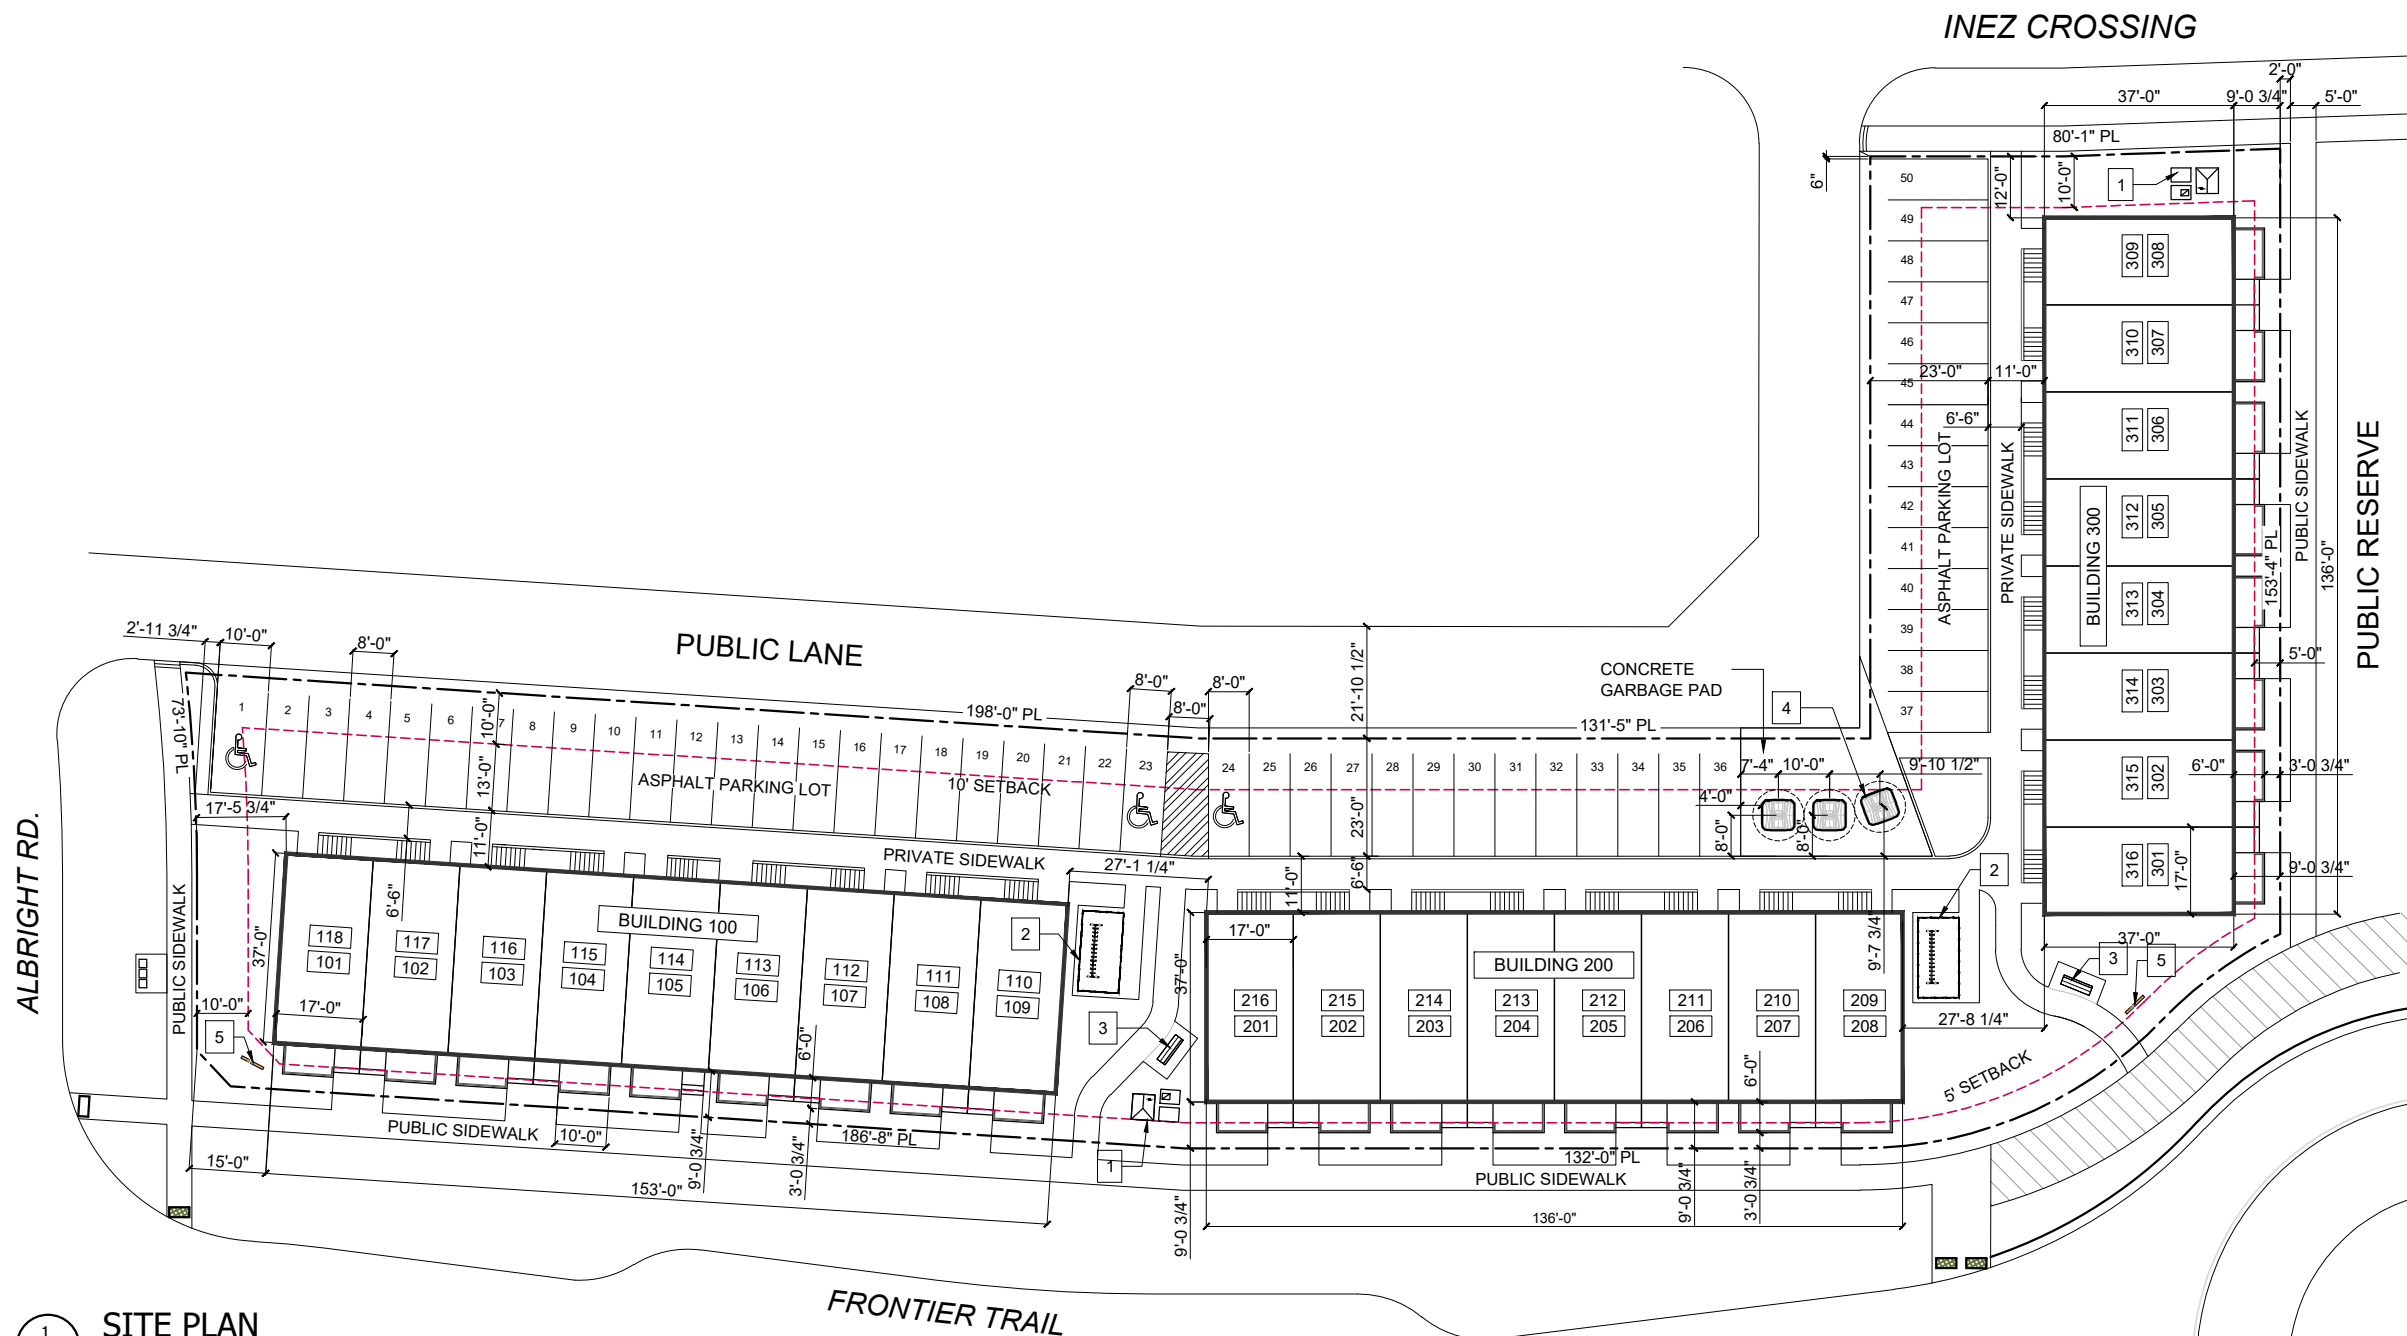 INEZ CROSSING
2'-0"
37'-0"
9'-0 3/4"
5'-0"
80'-1" PL
6"
12'-0"
10'-0"
1
50
49
48
47
46
45
44
43
42
41
40
39
38
37
309 308
310 307
311 306
312 305
313 304
314 303
315 302
316 301
BUILDING 300
23'-0"
11'-0"
6'-6"
ASPHALT PARKING LOT
PRIVATE SIDEWALK
PUBLIC SIDEWALK
153'-4" PL
136'-0"
PUBLIC RESERVE
5'-0"
6'-0"
3'-0 3/4"
17'-0"
9'-0 3/4"
37'-0"
2
3
5
27'-8 1/4"
5' SETBACK
PUBLIC LANE
2'-11 3/4"
10'-0"
8'-0"
8'-0"
8'-0"
8'-0"
21'-10 1/2"
CONCRETE
GARBAGE PAD
4
198'-0" PL
131'-5" PL
73'-10" PL
10'-0"
13'-0"
1 2 3 4 5 6 7 8 9 10 11 12 13 14 15 16 17 18 19 20 21 22 23
24 25 26 27 28 29 30 31 32 33 34 35 36
ASPHALT PARKING LOT
10' SETBACK
7'-4"
10'-0"
9'-10 1/2"
4'-0"
8'-0"
8'-0"
23'-0"
17'-5 3/4"
11'-0"
PRIVATE SIDEWALK
27'-1 1/4"
11'-0"
6'-6"
6'-6"
9'-7 3/4"
ALBRIGHT RD.
PUBLIC SIDEWALK
37'-0"
BUILDING 100
118 117 116 115 114 113 112 111 110
101 102 103 104 105 106 107 108 109
17'-0"
10'-0"
5
2
3
37'-0"
17'-0"
BUILDING 200
216 215 214 213 212 211 210 209
201 202 203 204 205 206 207 208
6'-0"
6'-0"
PUBLIC SIDEWALK
10'-0"
186'-8" PL
9'-0 3/4"
3'-0 3/4"
1
15'-0"
153'-0"
132'-0" PL
PUBLIC SIDEWALK
9'-0 3/4"
9'-0 3/4"
3'-0 3/4"
136'-0"
FRONTIER TRAIL
1
SITE PLAN